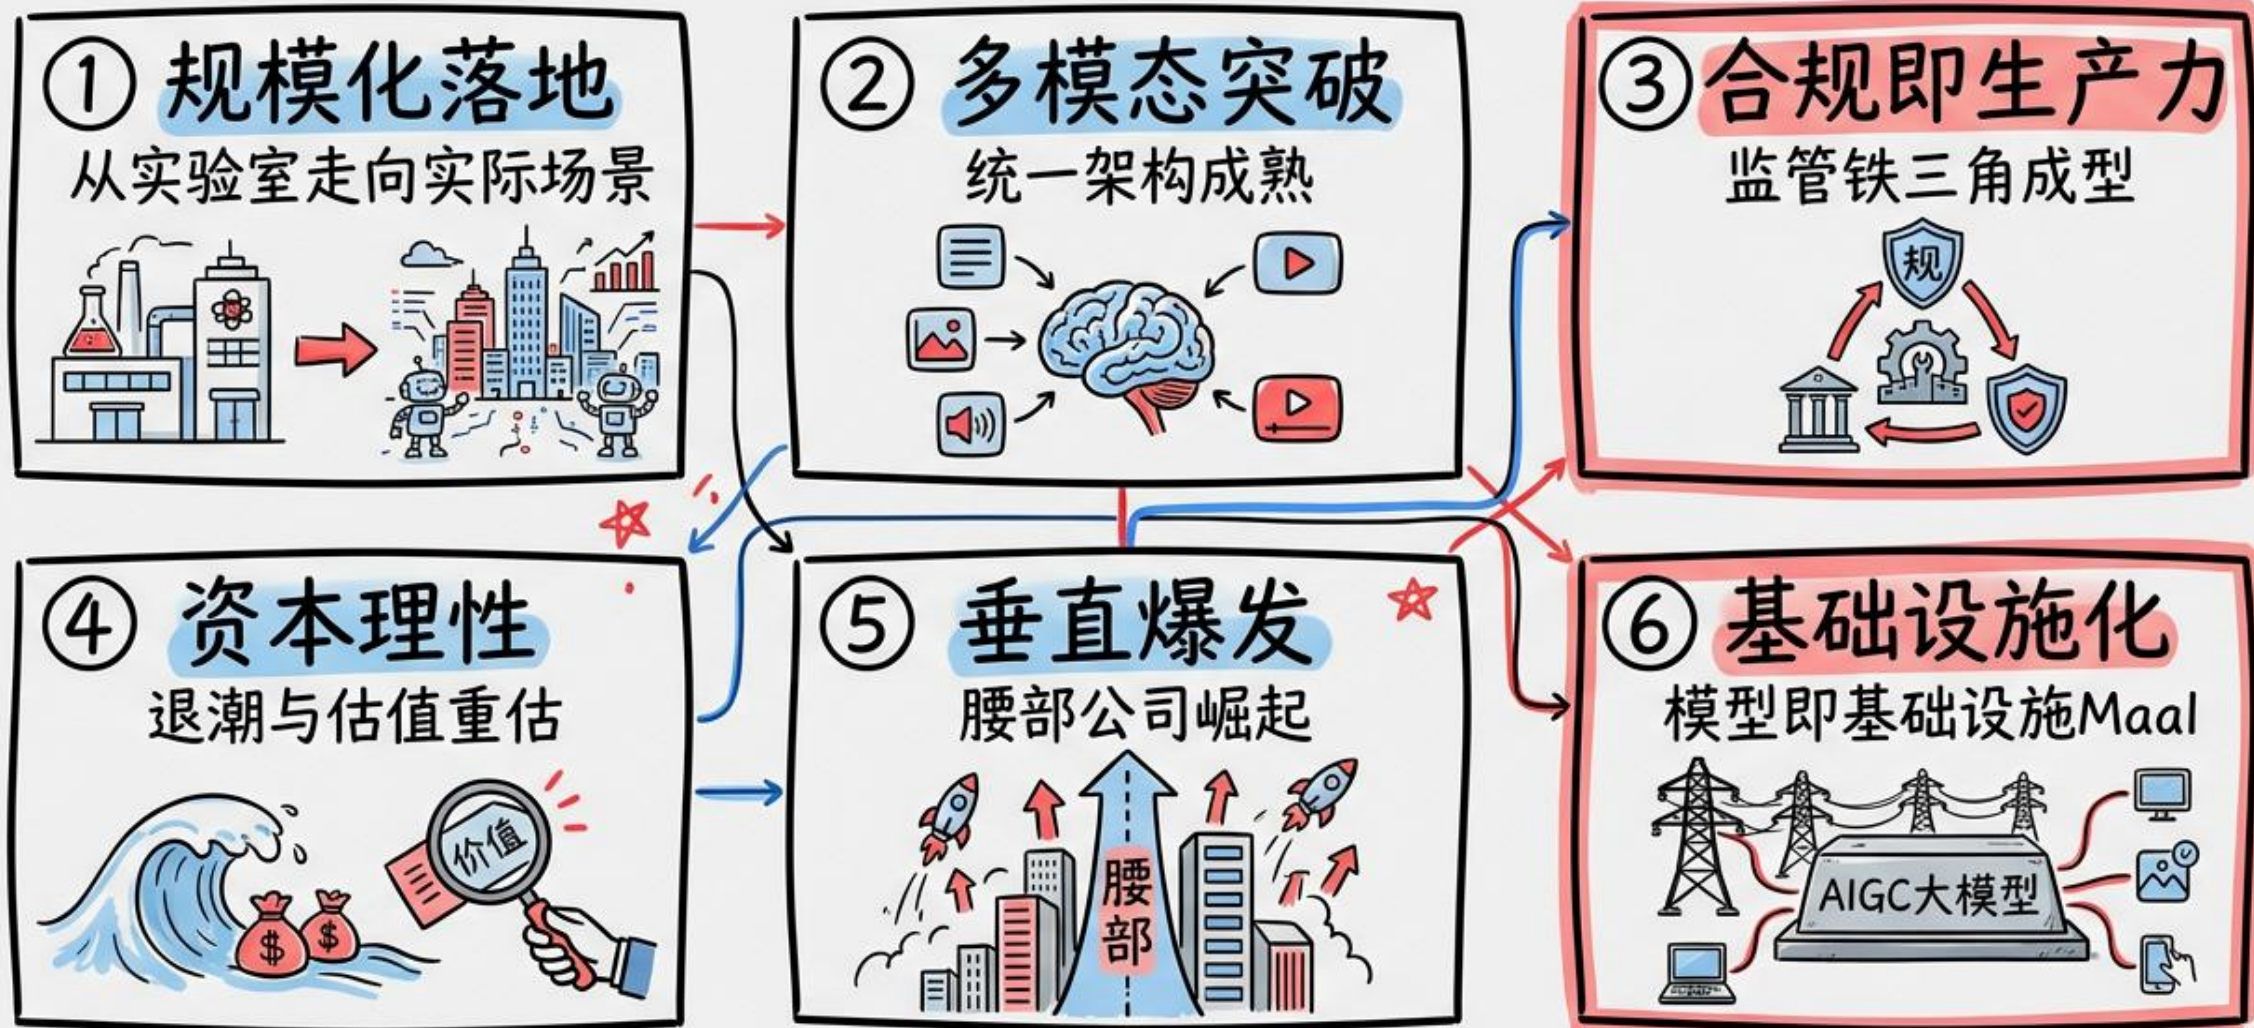 ① 规模化落地
从实验室走向实际场景
② 多模态突破
统一架构成熟
③ 合规即生产力
监管铁三角成型
规
④ 资本理性
退潮与估值重估
$ $
价值
⑤ 垂直爆发
腰部公司崛起
腰
部
⑥ 基础设施化
模型即基础设施Maal
AIGC大模型